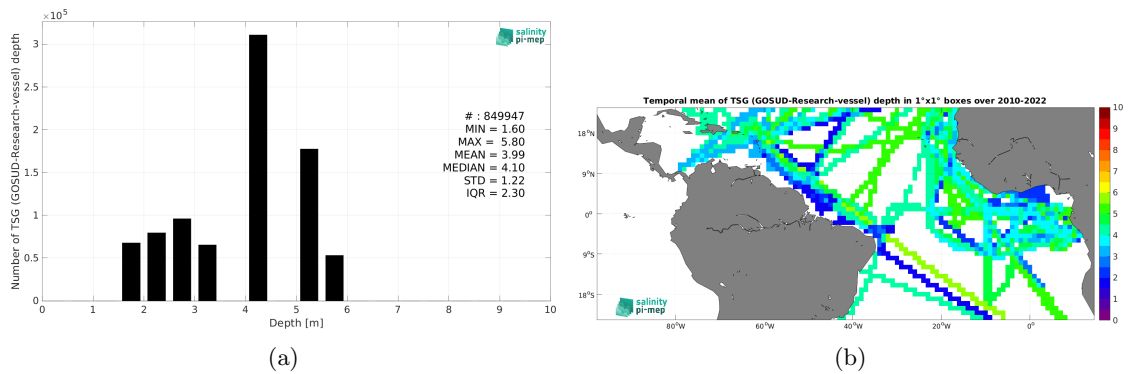 ×10⁵
3
2.5
2
1.5
1
0.5
0
Number of TSG (GOSUD-Research-vessel) depth
salinity
pi-mep
# : 849947
MIN = 1.60
MAX = 5.80
MEAN = 3.99
MEDIAN = 4.10
STD = 1.22
IQR = 2.30
0 1 2 3 4 5 6 7 8 9 10
Depth [m]
(a)
Temporal mean of TSG (GOSUD-Research-vessel) depth in 1°x1° boxes over 2010-2022
18°N
9°N
0°
9°S
18°S
80°W 60°W 40°W 20°W 0°
salinity
pi-mep
10
9
8
7
6
5
4
3
2
1
0
(b)